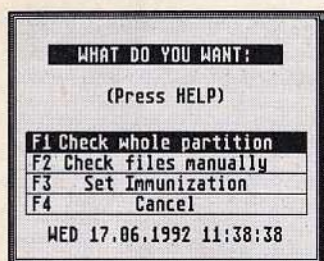 WHAT DO YOU WANT:
(Press HELP)
F1 Check whole partition
F2 Check files manually
F3 Set Immunization
F4 Cancel
WED 17.06.1992 11:38:38